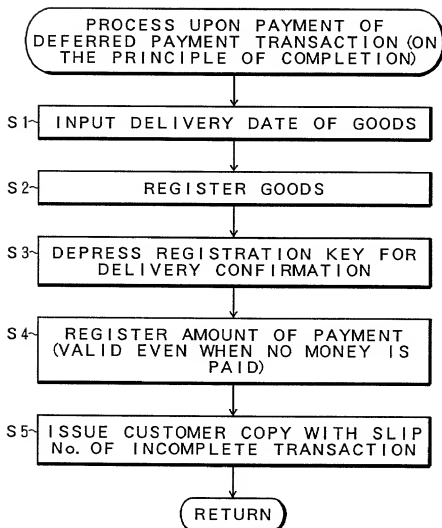 PROCESS UPON PAYMENT OF
DEFERRED PAYMENT TRANSACTION (ON
THE PRINCIPLE OF COMPLETION)
S1
INPUT DELIVERY DATE OF GOODS
S2
REGISTER GOODS
S3
DEPRESS REGISTRATION KEY FOR
DELIVERY CONFIRMATION
S4
REGISTER AMOUNT OF PAYMENT
(VALID EVEN WHEN NO MONEY IS
PAID)
S5
ISSUE CUSTOMER COPY WITH SLIP
No. OF INCOMPLETE TRANSACTION
RETURN